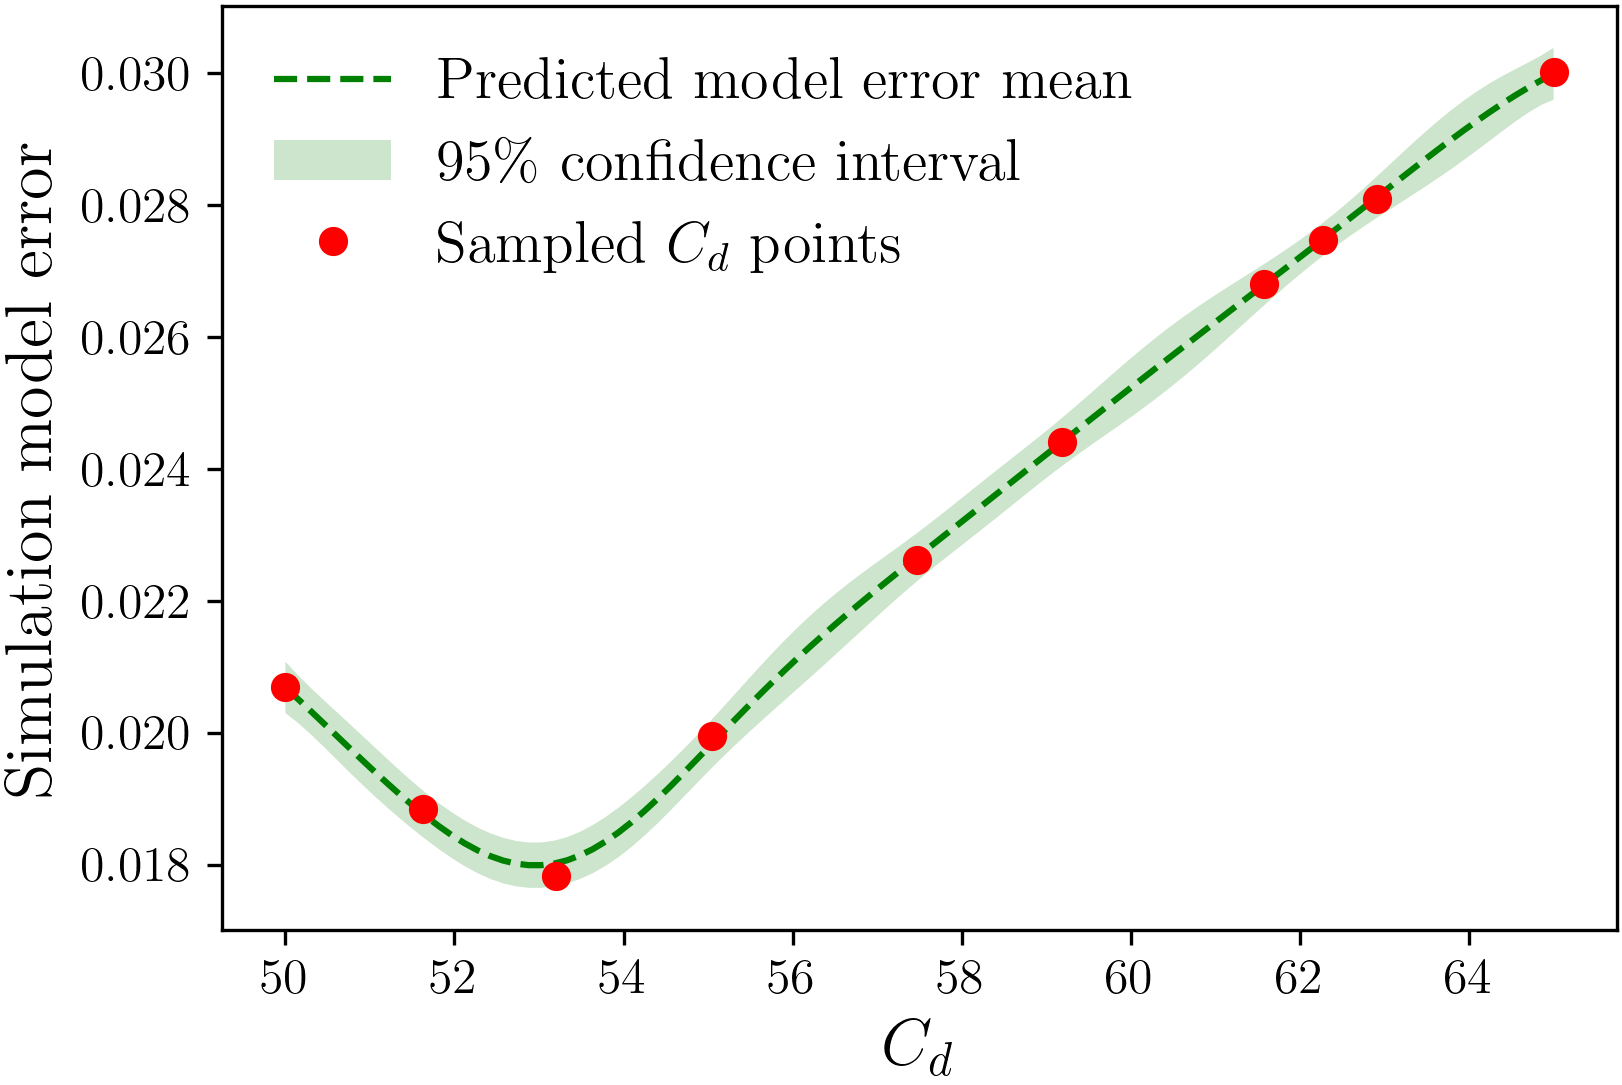 Predicted model error mean
95% confidence interval
Sampled C_d points
Simulation model error
0.030
0.028
0.026
0.024
0.022
0.020
0.018
50 52 54 56 58 60 62 64
C_d